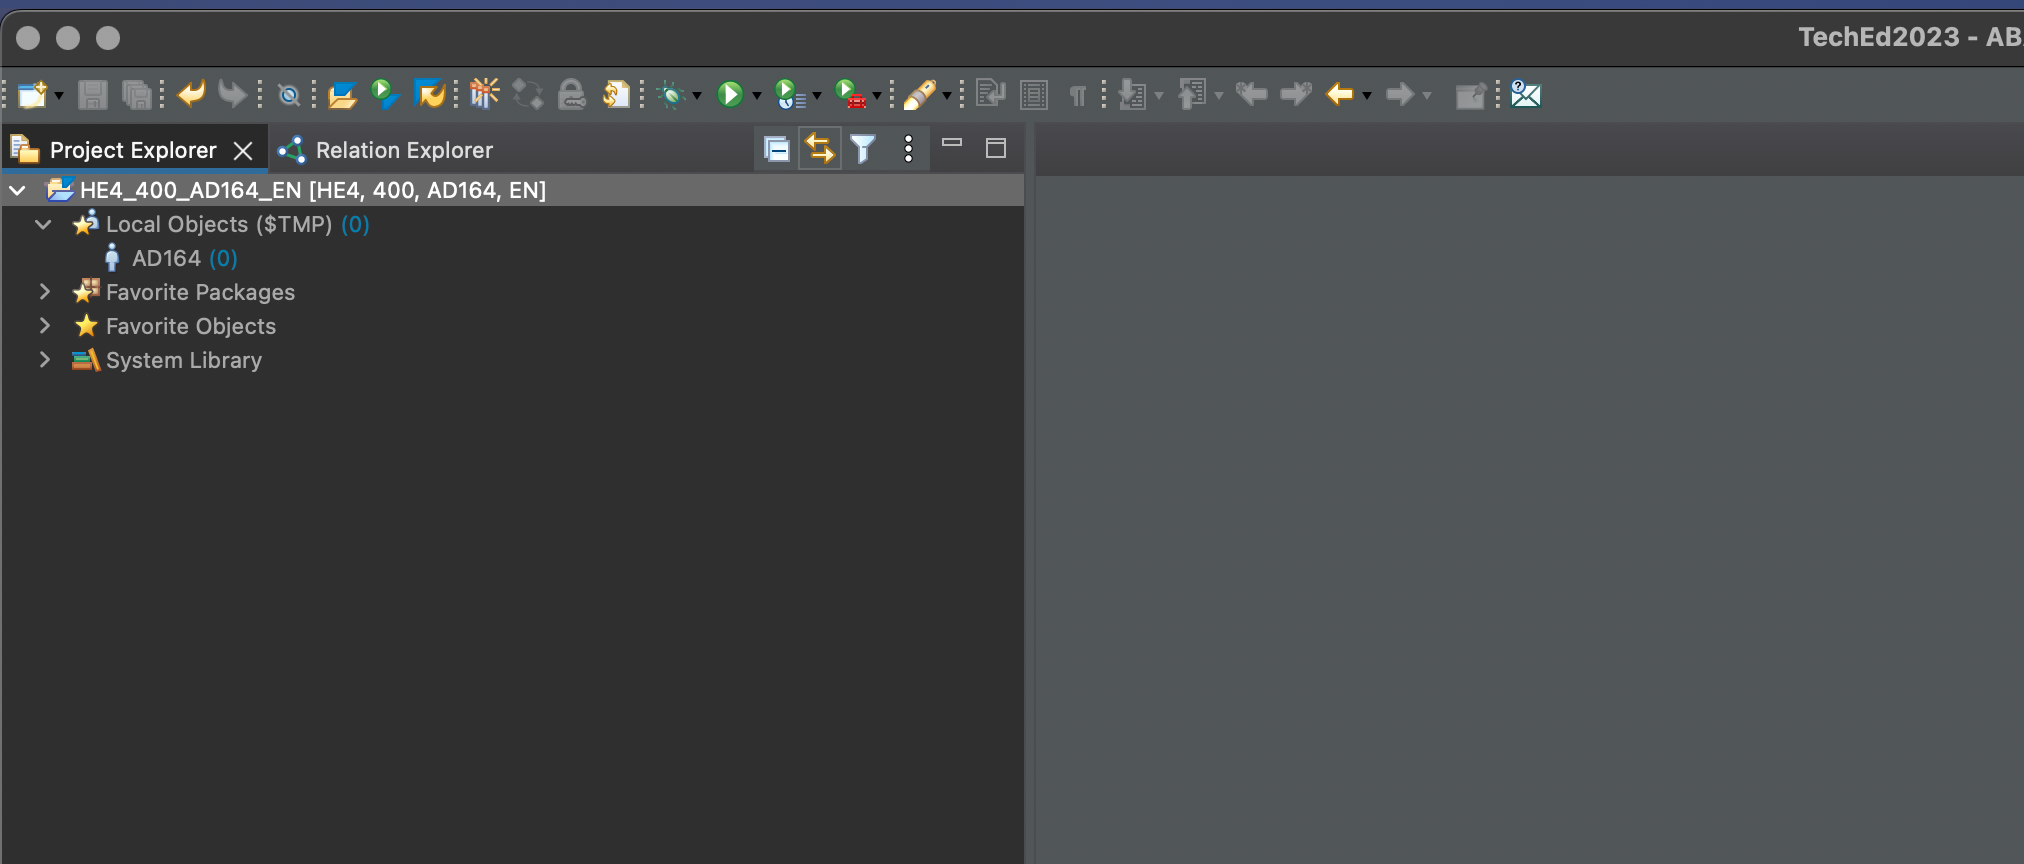 TechEd2023 - AB
Project Explorer
Relation Explorer
HE4_400_AD164_EN [HE4, 400, AD164, EN]
Local Objects ($TMP) (0)
AD164 (0)
Favorite Packages
Favorite Objects
System Library